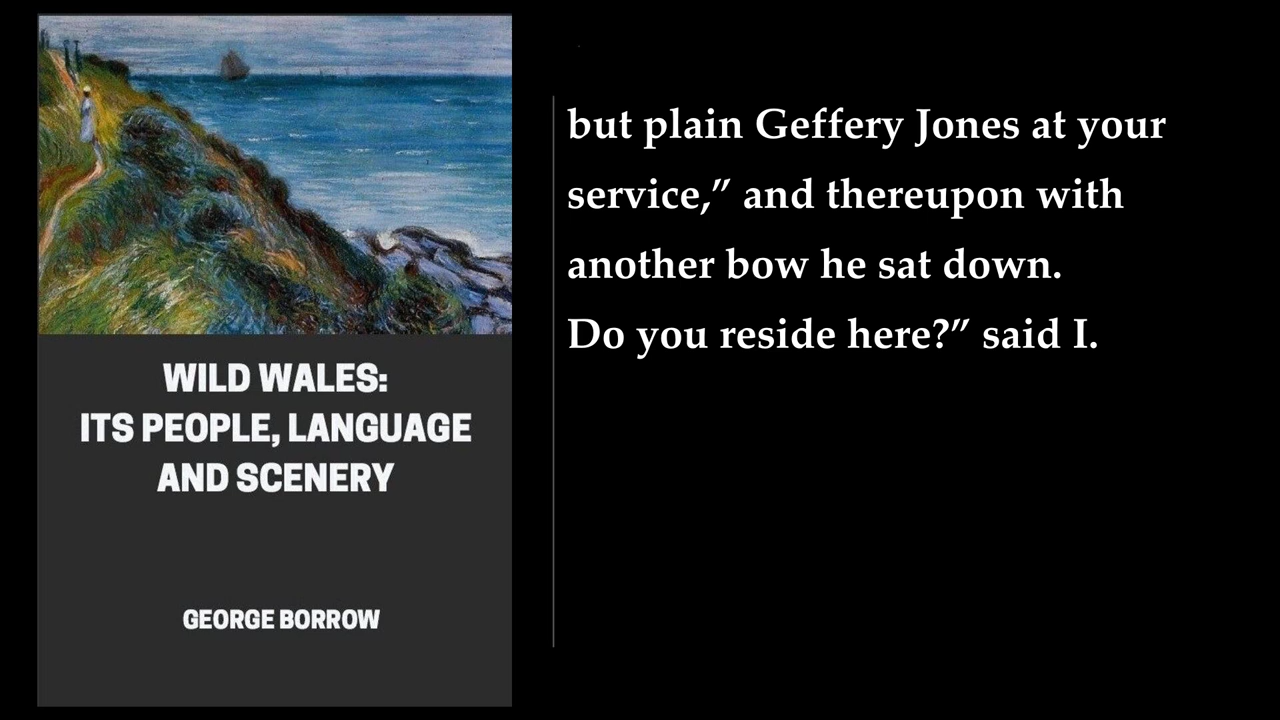 WILD WALES:
ITS PEOPLE, LANGUAGE
AND SCENERY
GEORGE BORROW
but plain Geffery Jones at your
service,” and thereupon with
another bow he sat down.
Do you reside here?” said I.